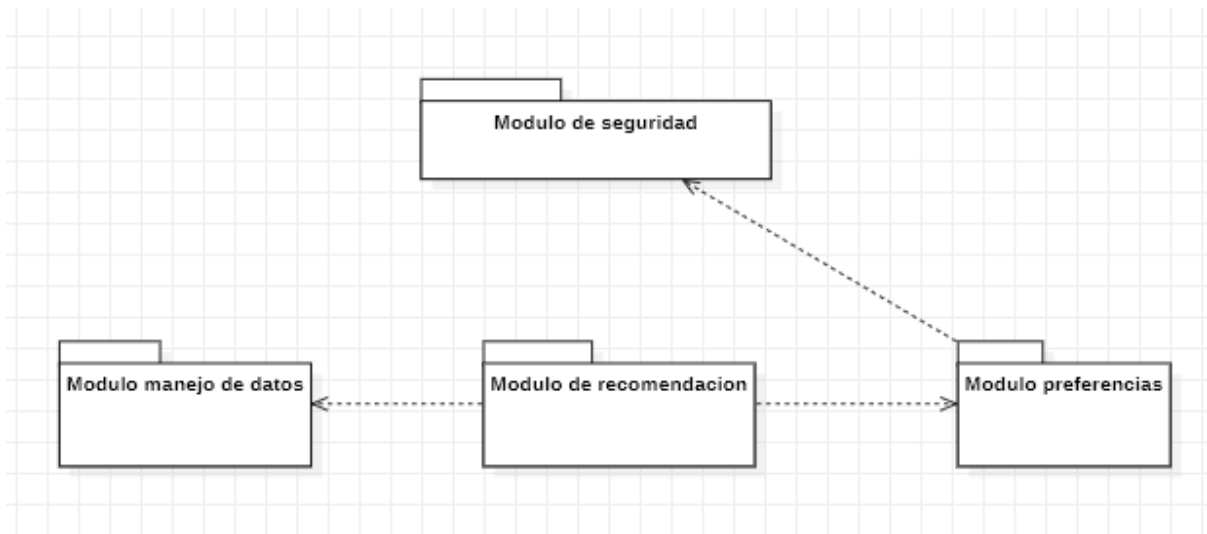 Modulo de seguridad
Modulo manejo de datos
Modulo de recomendacion
Modulo preferencias